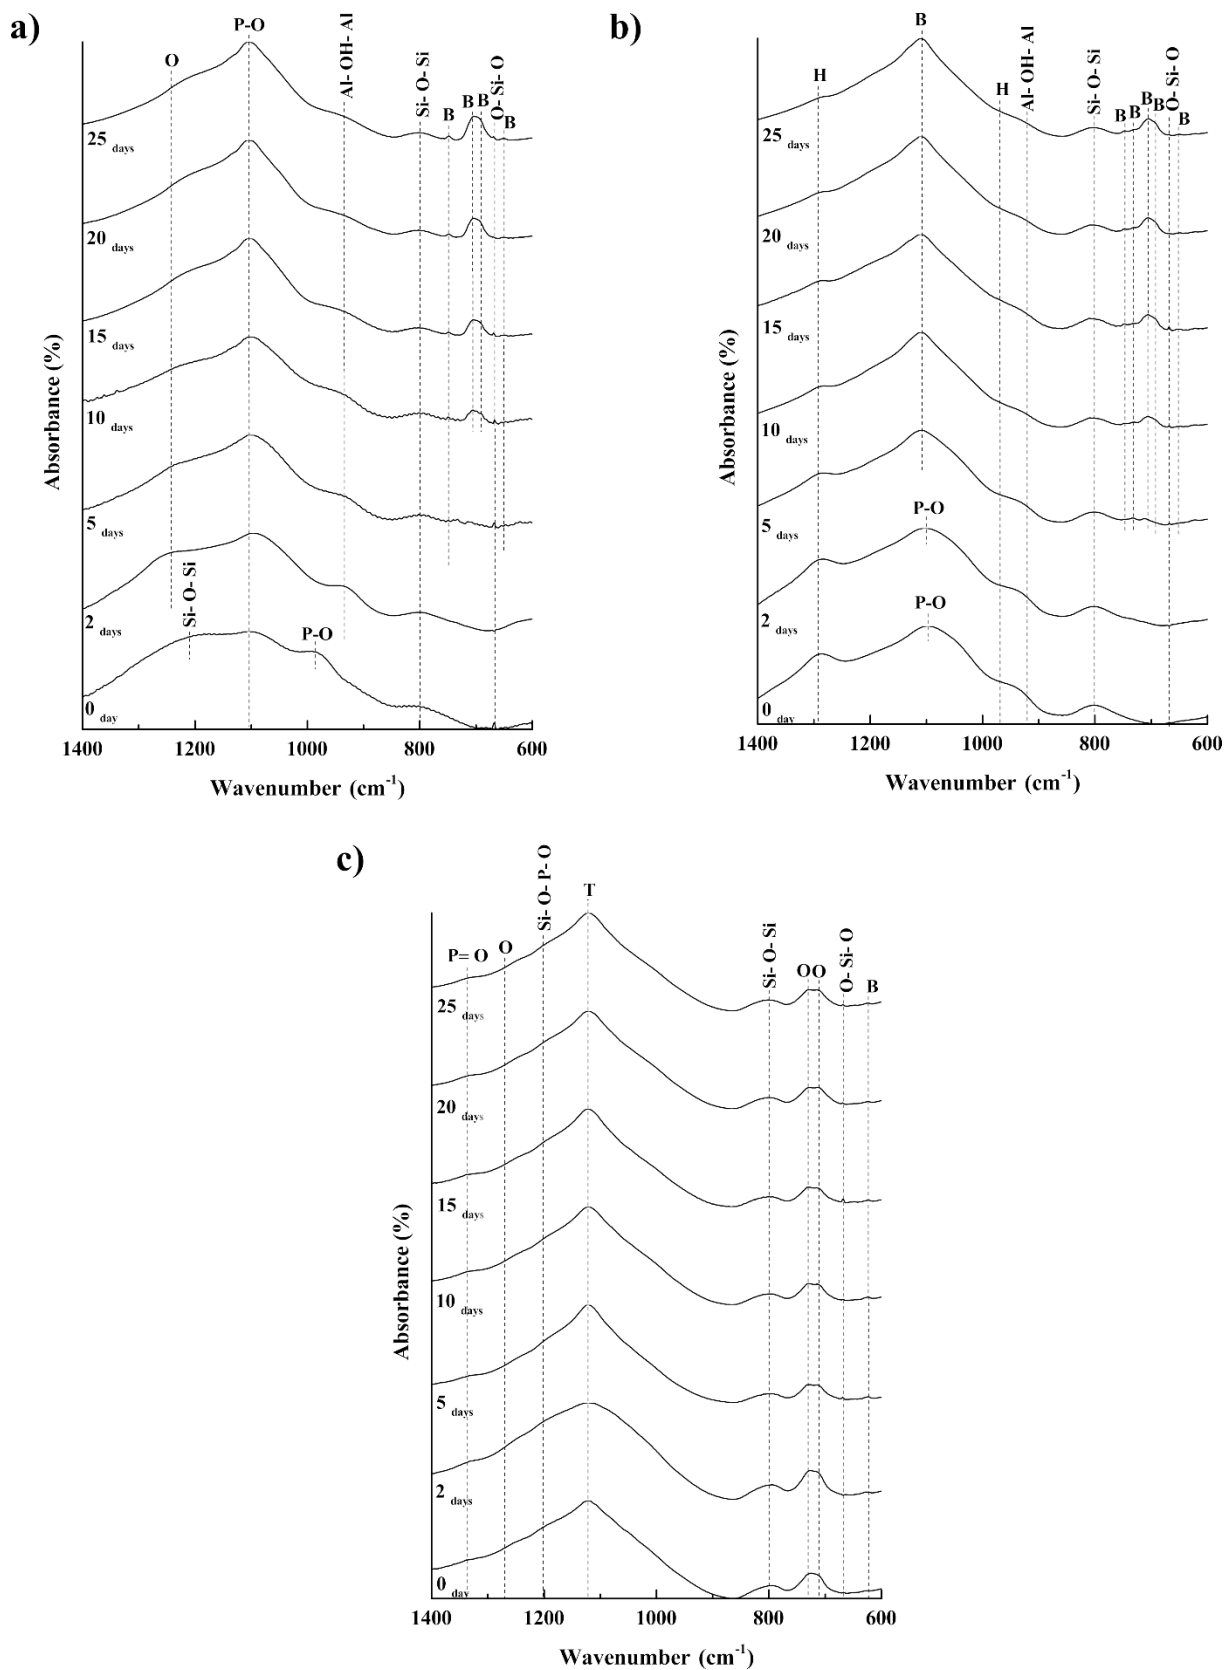 a)
O
P-O
Al- OH- Al
Si- O- Si
B
B
B
O- Si- O
B
25 days
20 days
15 days
10 days
5 days
2 days
0 day
Si- O- Si
P-O
Absorbance (%)
1400 1200 1000 800 600
Wavenumber (cm-1)
b)
H
B
H
Al- OH- Al
Si- O- Si
B
B
B
B
O- Si- O
B
25 days
20 days
15 days
10 days
5 days
2 days
0 day
P-O
P-O
Absorbance (%)
1400 1200 1000 800 600
Wavenumber (cm-1)
c)
P= O
O
Si- O- P- O
T
Si- O- Si
O
O
O- Si- O
B
25 days
20 days
15 days
10 days
5 days
2 days
0 day
Absorbance (%)
1400 1200 1000 800 600
Wavenumber (cm-1)